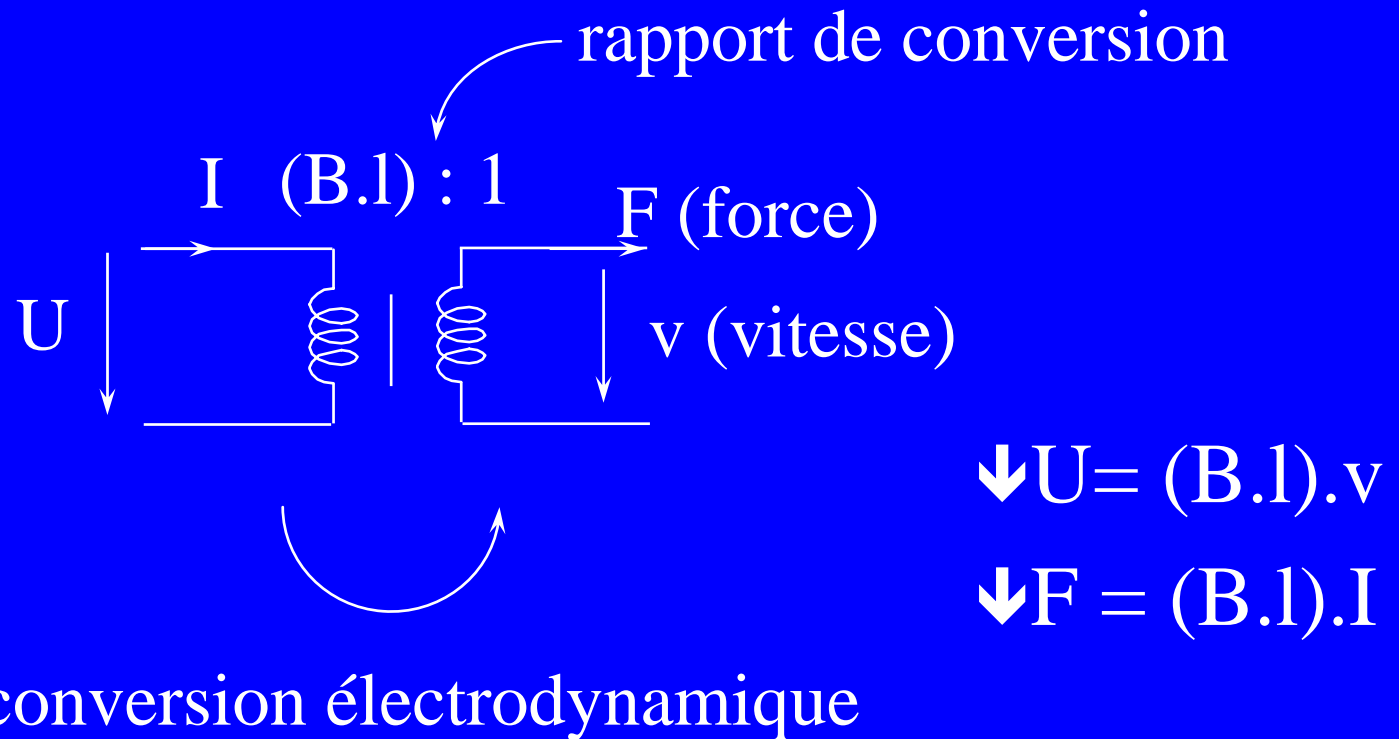 rapport de conversion
I (B.l) : 1
F (force)
U
v (vitesse)
🡻U= (B.l).v
🡻F = (B.l).I
conversion électrodynamique